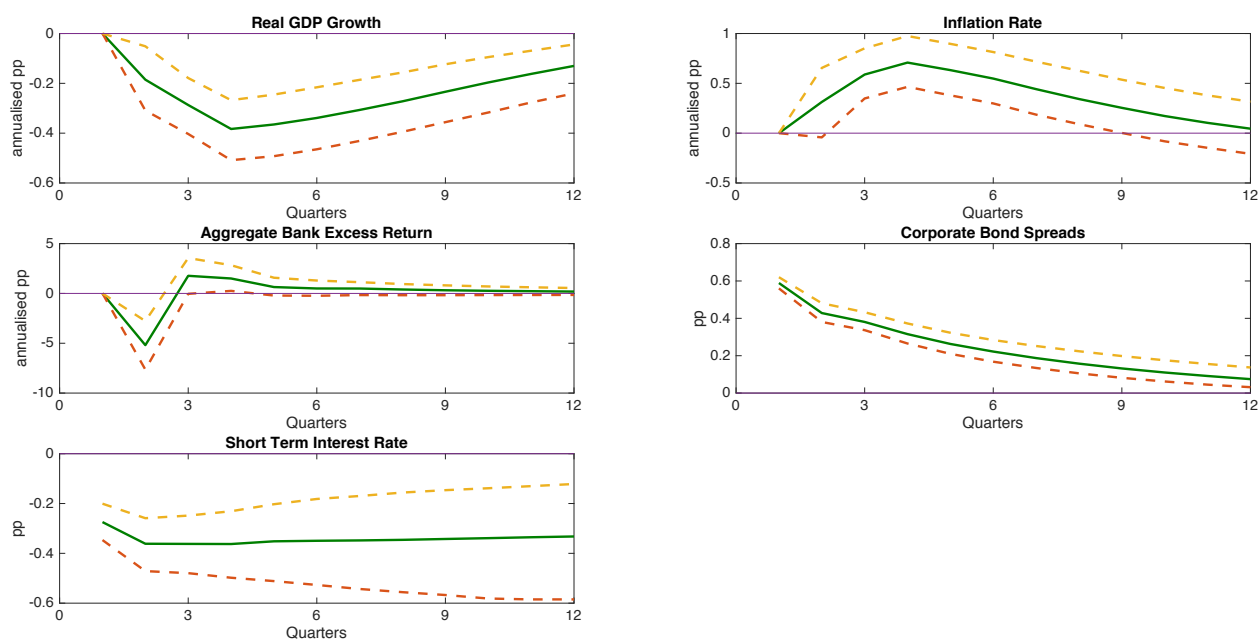 Real GDP Growth
0
-0.2
-0.4
-0.6
annualised pp
0 3 6 9 12
Quarters
Inflation Rate
1
0.5
0
-0.5
annualised pp
0 3 6 9 12
Quarters
Aggregate Bank Excess Return
5
0
-5
-10
annualised pp
0 3 6 9 12
Corporate Bond Spreads
0.8
0.6
0.4
0.2
0
pp
0 3 6 9 12
Short Term Interest Rate
0
-0.2
-0.4
-0.6
pp
0 3 6 9 12
Quarters